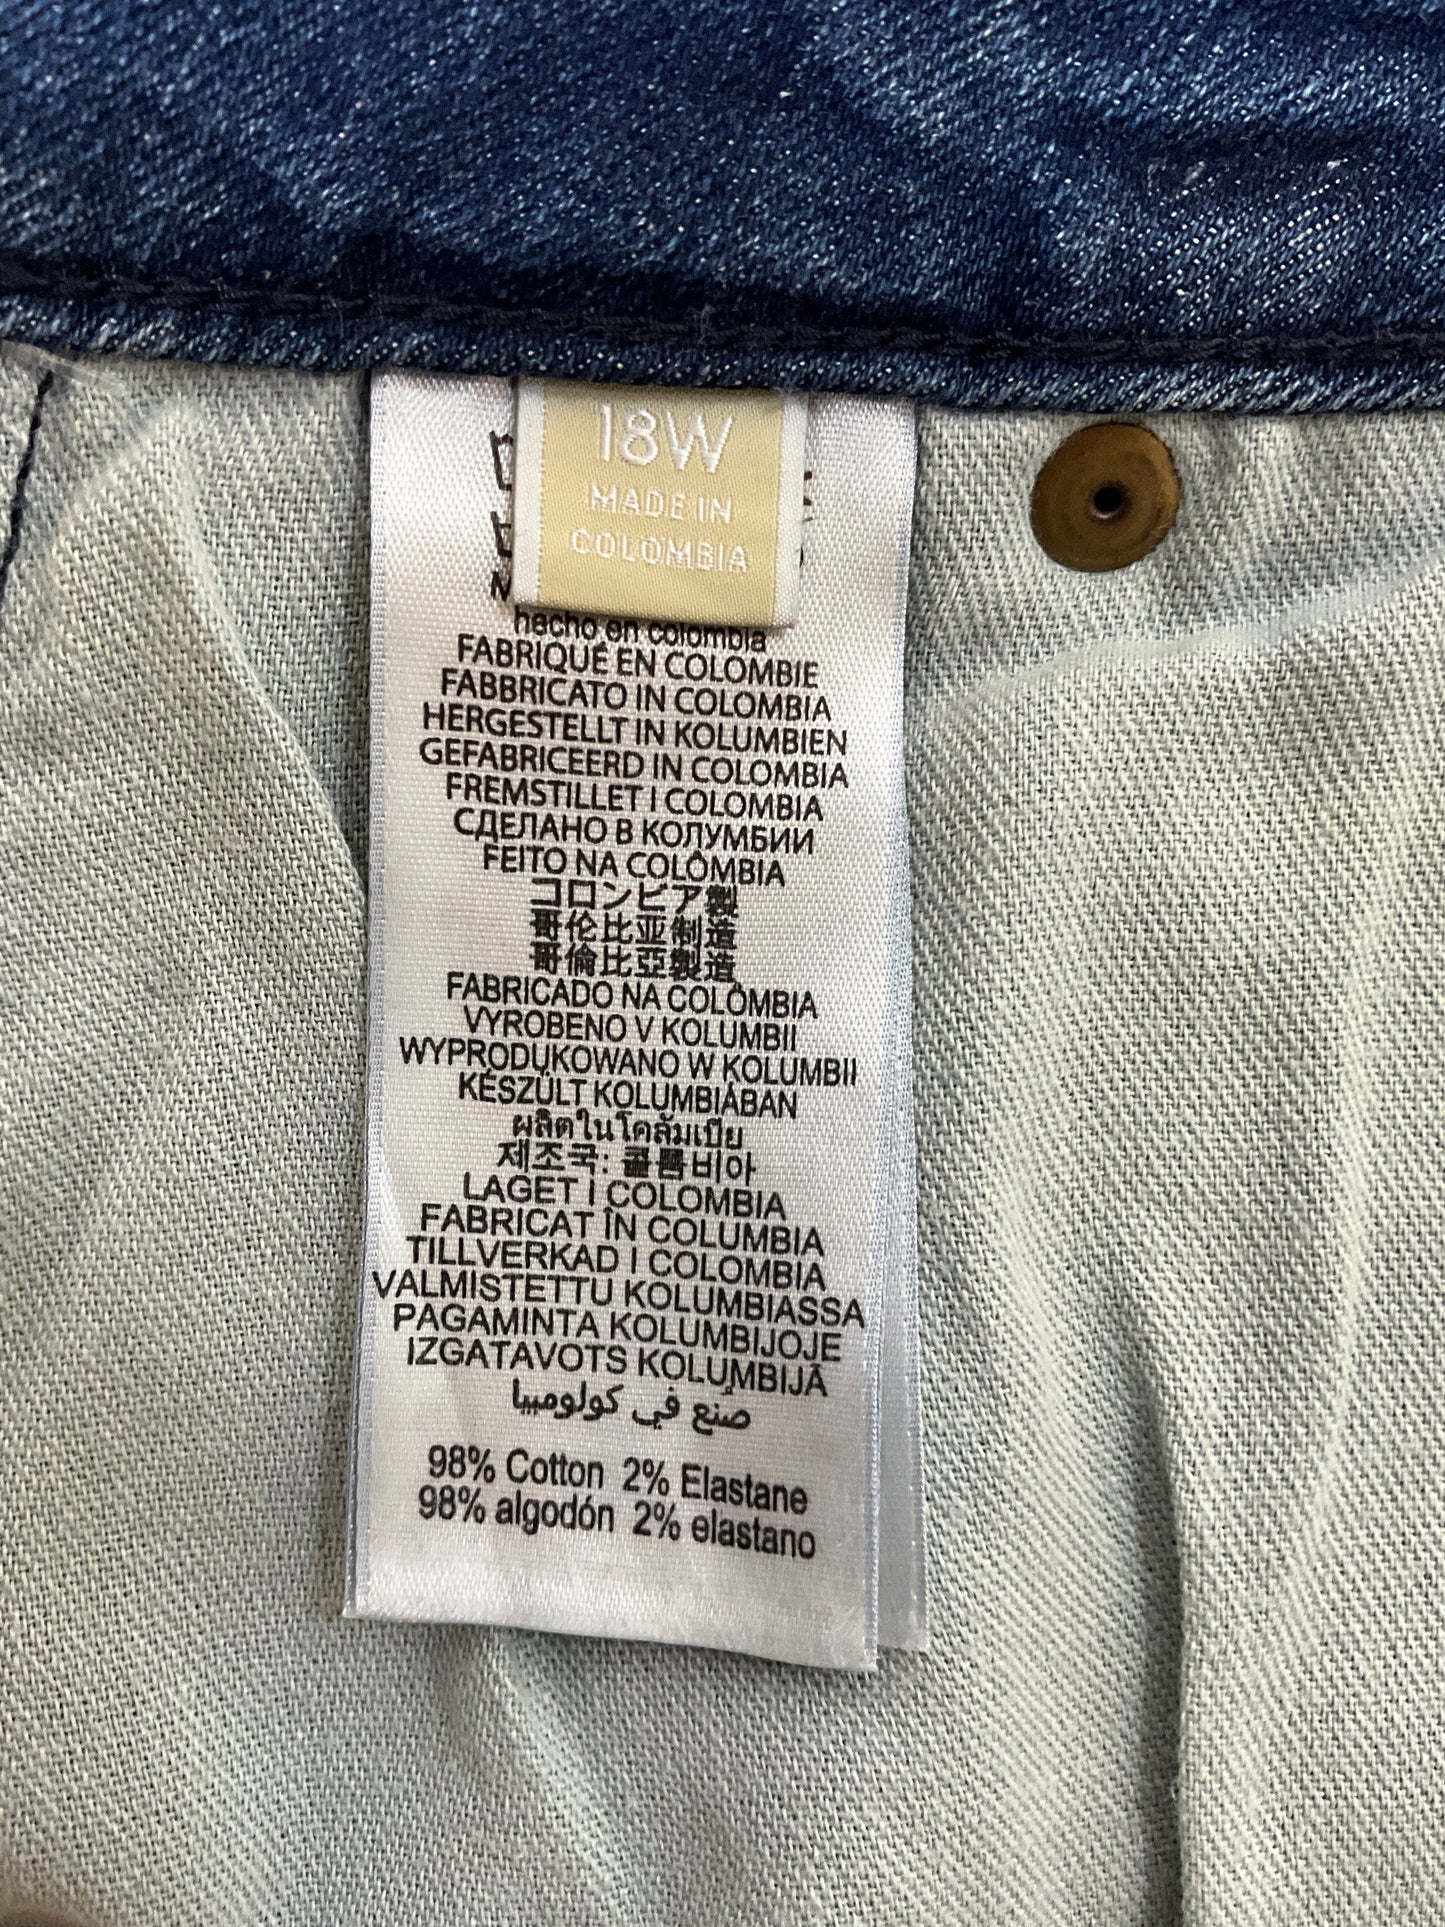 18W
MADE IN
COLOMBIA
hecho en colombia
FABRIQUÉ EN COLOMBIE
FABBRICATO IN COLOMBIA
HERGESTELLT IN KOLUMBIEN
GEFABRICEERD IN COLOMBIA
FREMSTILLET I COLOMBIA
СДЕЛАНО В КОЛУМБИИ
FEITO NA COLÔMBIA
コロンビア製
哥伦比亚制造
哥倫比亞製造
FABRICADO NA COLÔMBIA
VYROBENO V KOLUMBII
WYPRODUKOWANO W KOLUMBII
KÉSZÜLT KOLUMBIÁBAN
ผลิตในโคลัมเบีย
제조국: 콜롬비아
LAGET I COLOMBIA
FABRICAT ÎN COLUMBIA
TILLVERKAD I COLOMBIA
VALMISTETTU KOLUMBIASSA
PAGAMINTA KOLUMBIJOJE
IZGATAVOTS KOLUMBIJĀ
صنع في كولومبيا
98% Cotton 2% Elastane
98% algodón 2% elastano